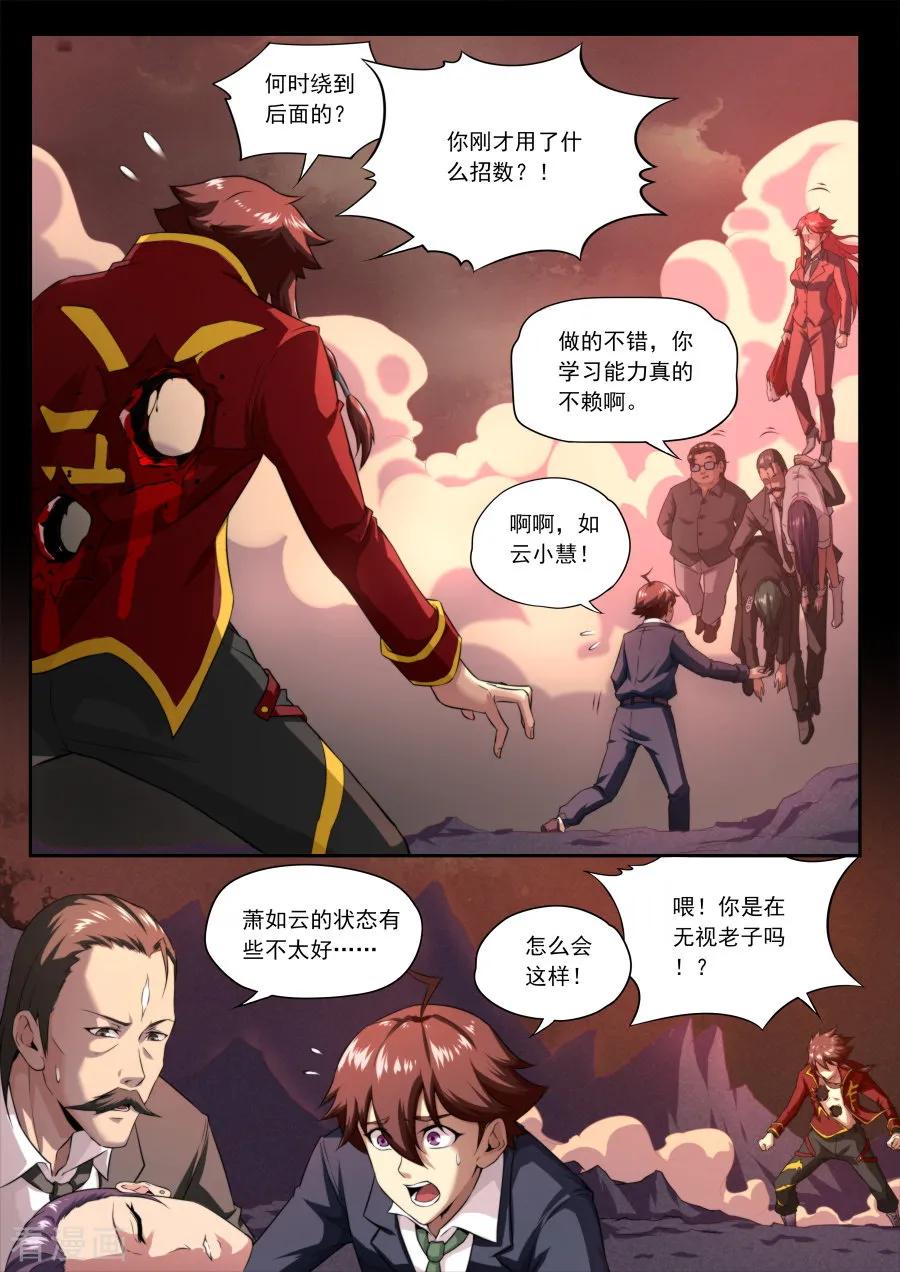 何时绕到
后面的？
你刚才用了什
么招数？！
做的不错，你
学习能力真的
不赖啊。
啊啊，如
云小慧！
萧如云的状态有
些不太好……
怎么会
这样！
喂！你是在
无视老子吗
！？
看漫画